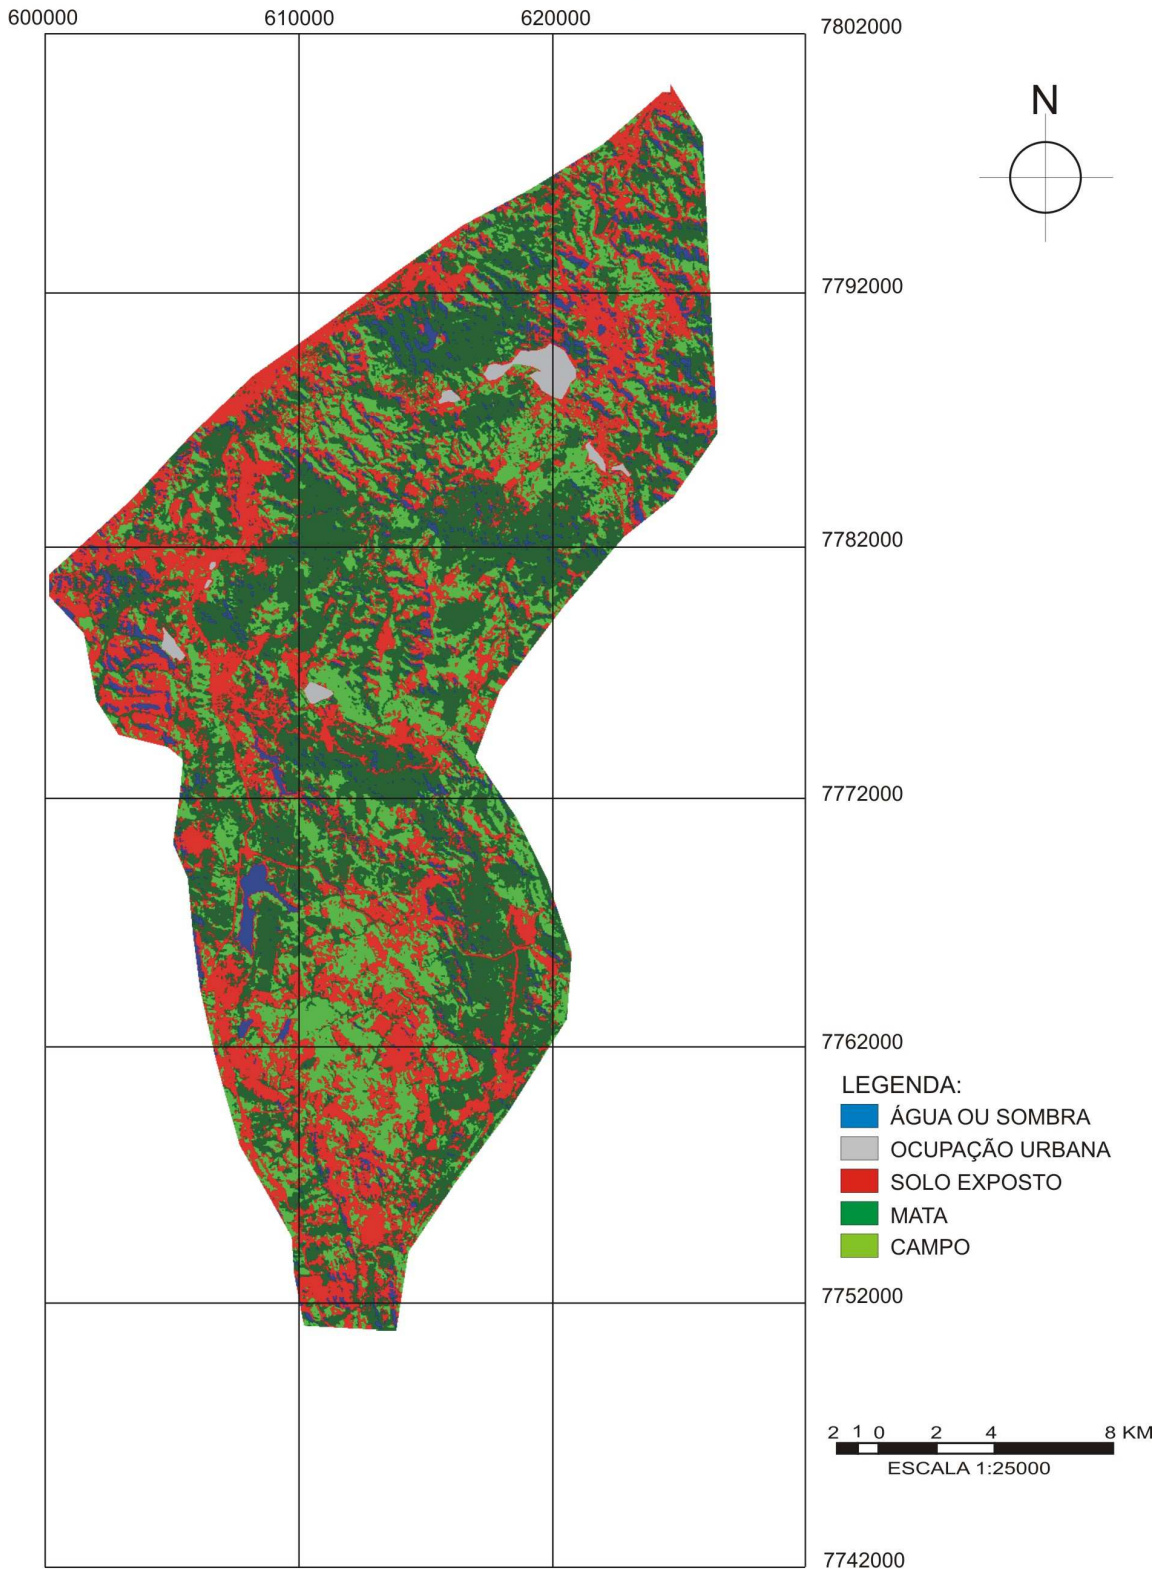 600000 610000 620000
7802000
N
7792000
7782000
7772000
7762000
LEGENDA:
ÁGUA OU SOMBRA
OCUPAÇÃO URBANA
SOLO EXPOSTO
MATA
CAMPO
7752000
2 1 0 2 4 8 KM
ESCALA 1:25000
7742000